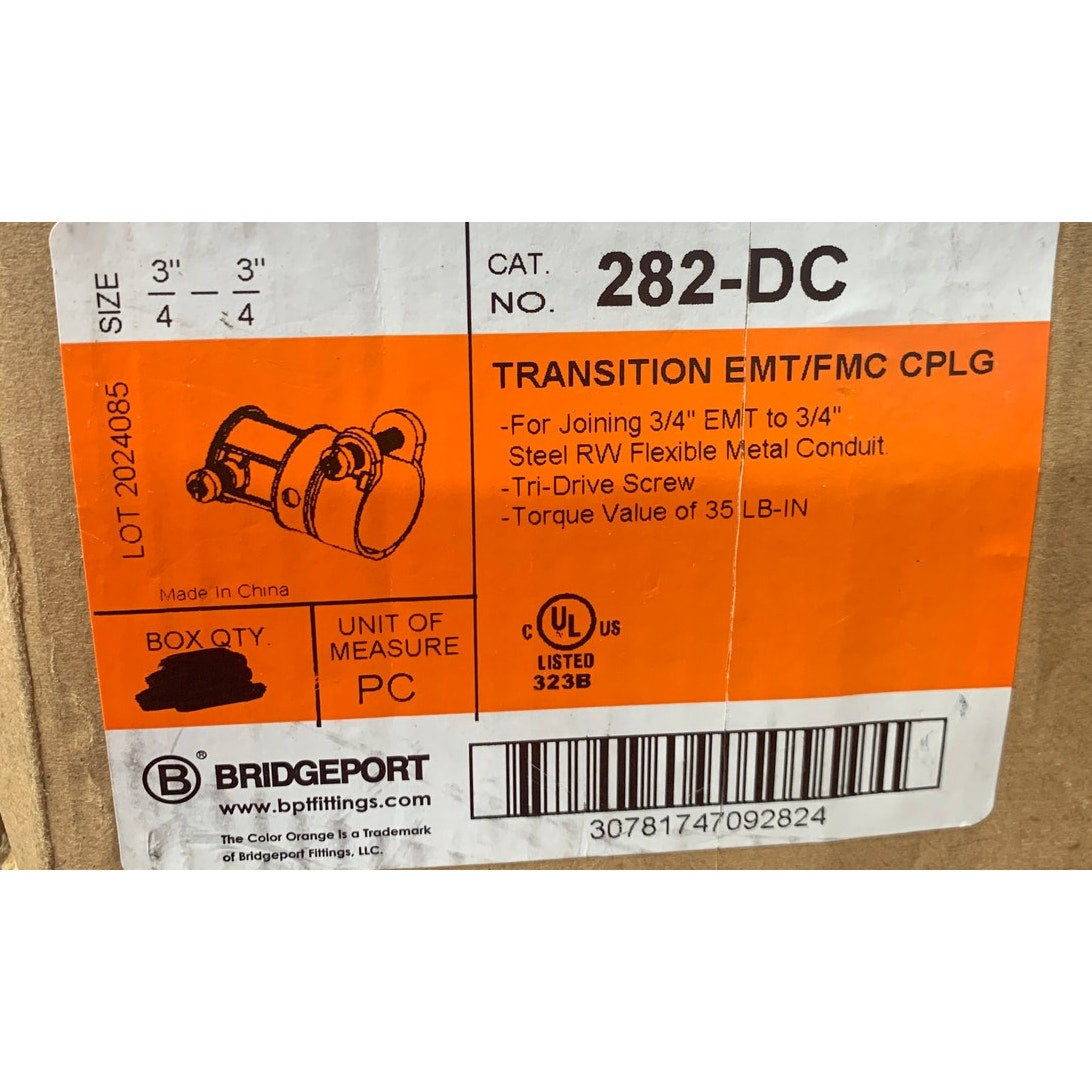 SIZE 3" — 3"
4 4
CAT. NO. 282-DC
LOT 2024085
TRANSITION EMT/FMC CPLG
-For Joining 3/4" EMT to 3/4"
Steel RW Flexible Metal Conduit
-Tri-Drive Screw
-Torque Value of 35 LB-IN
Made In China
BOX QTY.
UNIT OF
MEASURE
PC
C UL US
LISTED
323B
B ® BRIDGEPORT
www.bptfittings.com
The Color Orange Is a Trademark
of Bridgeport Fittings, LLC.
30781747092824